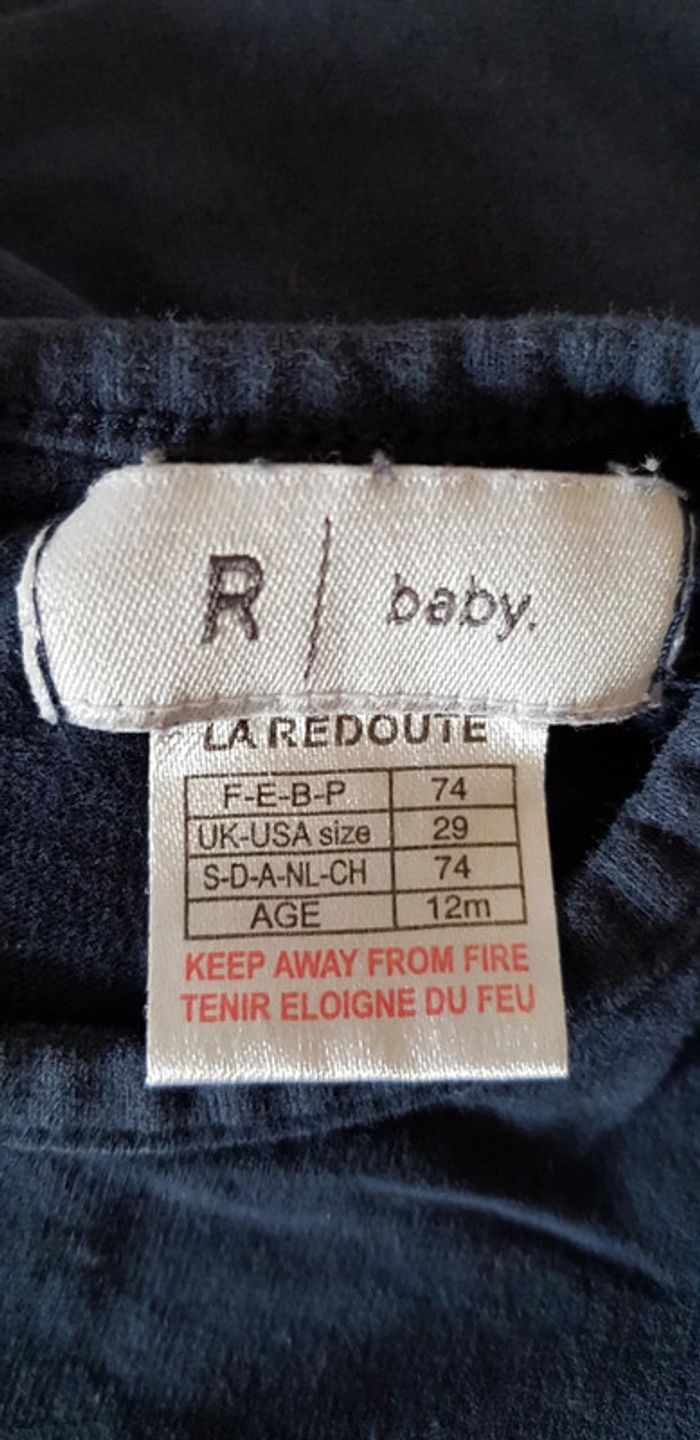 R / baby.
LA REDOUTE
F-E-B-P 74
UK-USA size 29
S-D-A-NL-CH 74
AGE 12m
KEEP AWAY FROM FIRE
TENIR ELOIGNE DU FEU